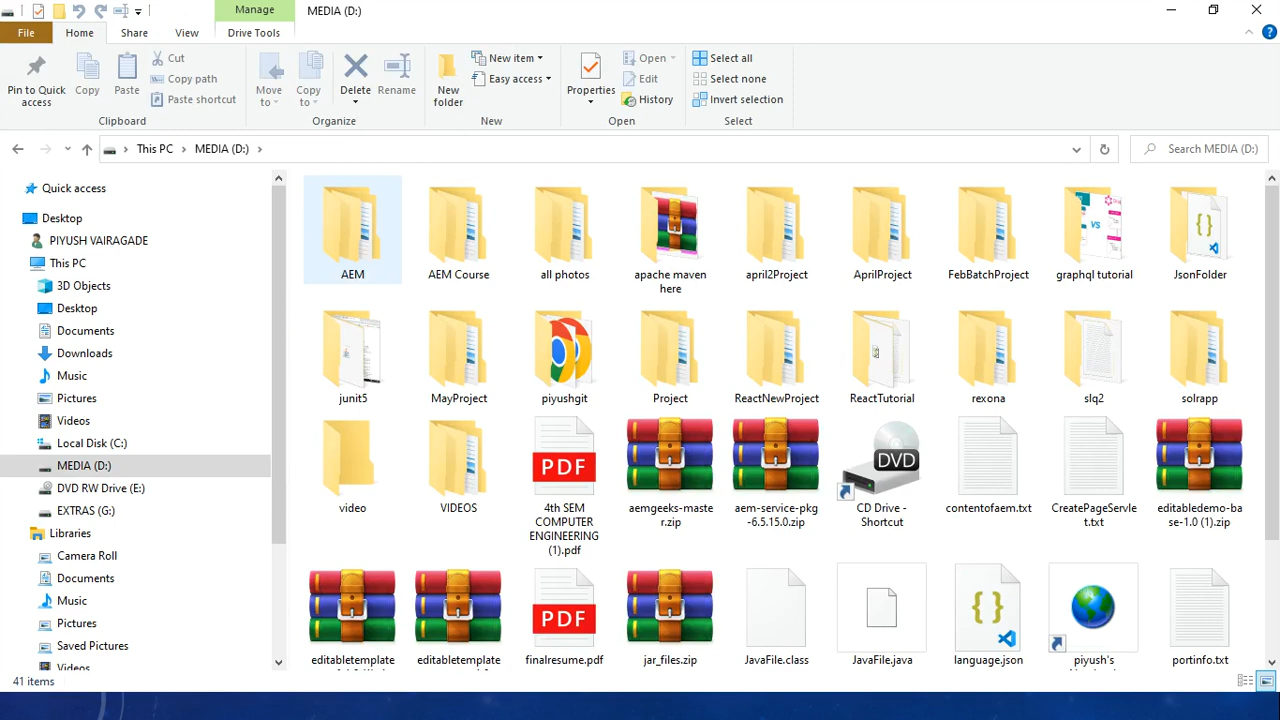 Manage
MEDIA (D:)
File
Home
Share
View
Drive Tools
Pin to Quick
access
Copy
Paste
Cut
Copy path
Paste shortcut
Clipboard
Move
to
Copy
to
Delete
Rename
Organize
New
folder
New item
Easy access
New
Properties
Open
Edit
History
Open
Select all
Select none
Invert selection
Select
This PC
MEDIA (D:)
Search MEDIA (D:)
Quick access
Desktop
PIYUSH VAIRAGADE
This PC
3D Objects
Desktop
Documents
Downloads
Music
Pictures
Videos
Local Disk (C:)
MEDIA (D:)
DVD RW Drive (E:)
EXTRAS (G:)
Libraries
Camera Roll
Documents
Music
Pictures
Saved Pictures
Videos
AEM
AEM Course
all photos
apache maven
here
april2Project
AprilProject
FebBatchProject
VS
graphql tutorial
JsonFolder
junit5
MayProject
piyushgit
Project
ReactNewProject
ReactTutorial
rexona
slq2
solrapp
video
VIDEOS
PDF
4th SEM
COMPUTER
ENGINEERING
(1).pdf
aemgeeks-maste
r.zip
aem-service-pkg
-6.5.15.0.zip
DVD
CD Drive -
Shortcut
contentofaem.txt
CreatePageServle
t.txt
editabledemo-ba
se-1.0 (1).zip
editabletemplate
editabletemplate
PDF
finalresume.pdf
jar_files.zip
JavaFile.class
JavaFile.java
language.json
piyush's
portinfo.txt
41 items